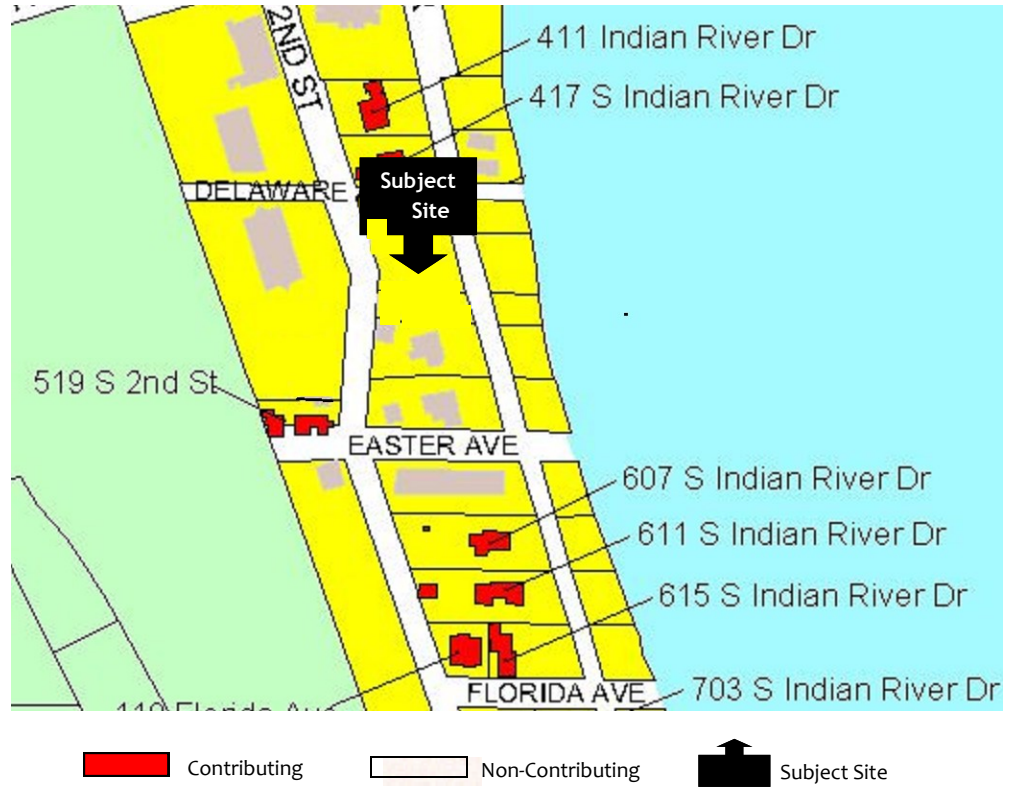 2ND ST
411 Indian River Dr
417 S Indian River Dr
DELAWARE
Subject
Site
519 S 2nd St
EASTER AVE
607 S Indian River Dr
611 S Indian River Dr
615 S Indian River Dr
FLORIDA AVE
703 S Indian River Dr
Florida Ave
Contributing
Non-Contributing
Subject Site